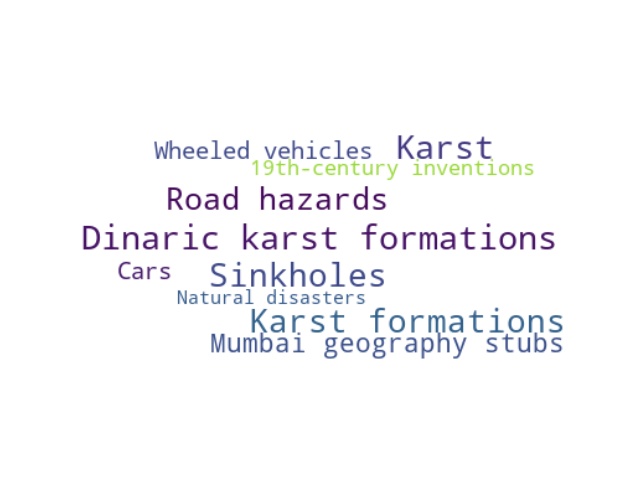 Wheeled vehicles
Karst
19th-century inventions
Road hazards
Dinaric karst formations
Cars
Sinkholes
Natural disasters
Karst formations
Mumbai geography stubs